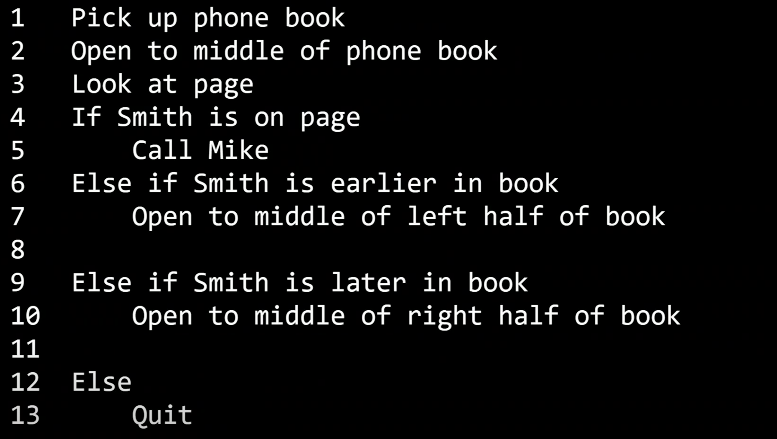 1 Pick up phone book
2 Open to middle of phone book
3 Look at page
4 If Smith is on page
5     Call Mike
6 Else if Smith is earlier in book
7     Open to middle of left half of book
8
9 Else if Smith is later in book
10     Open to middle of right half of book
11
12 Else
13     Quit